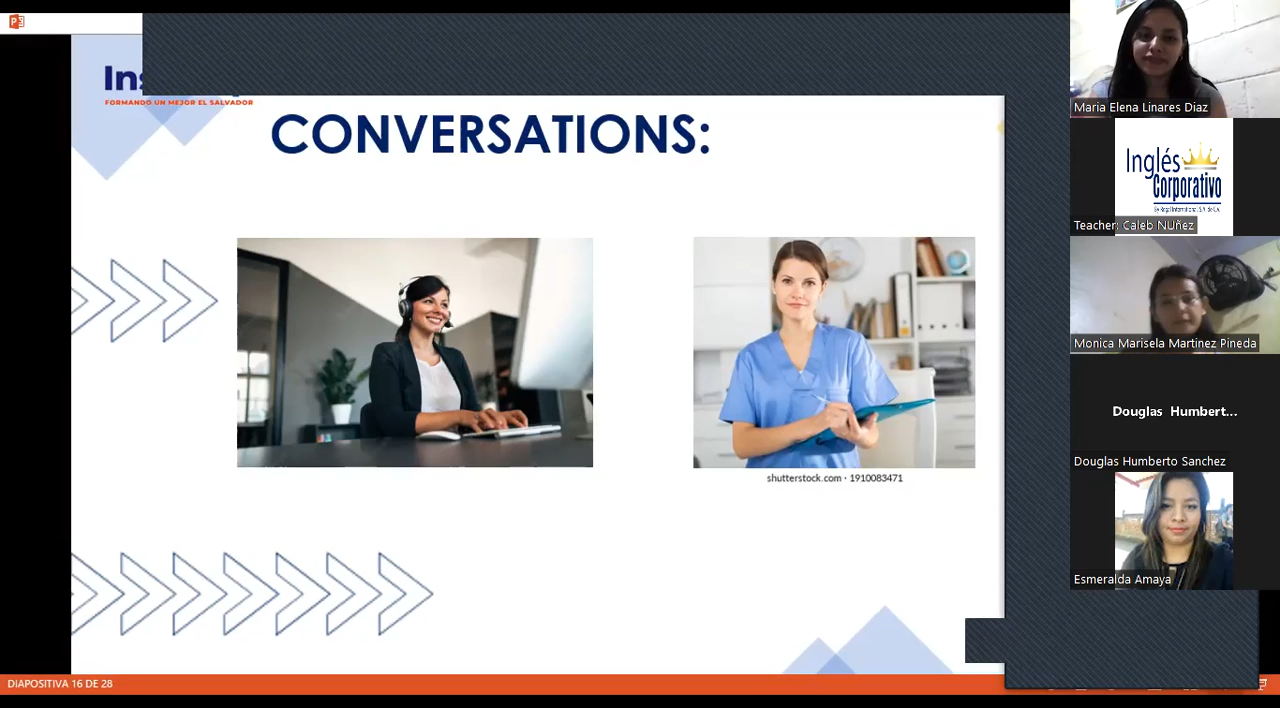 FORMANDO UN MEJOR EL SALVADOR
CONVERSATIONS:
shutterstock.com · 1910083471
DIAPOSITIVA 16 DE 28
Maria Elena Linares Diaz
Inglés
Corporativo
Teacher: Caleb NUñez
Monica Marisela Martinez Pineda
Douglas Humbert...
Douglas Humberto Sanchez
Esmeralda Amaya